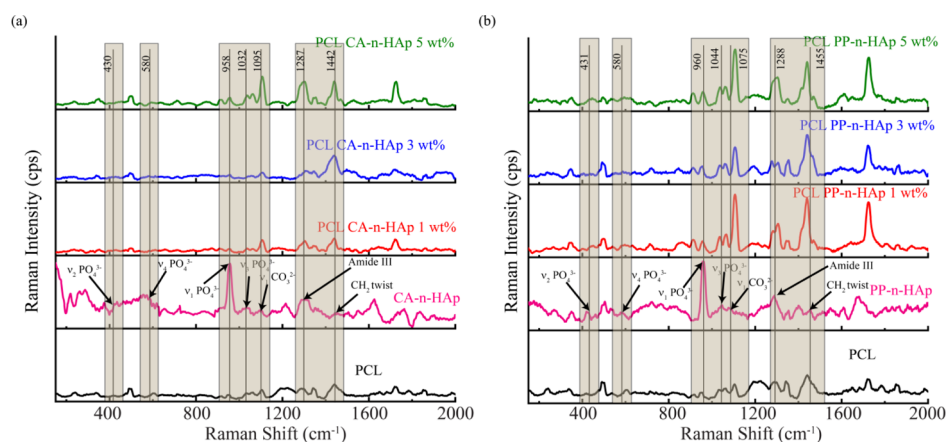 (a)
PCL CA-n-HAp 5 wt%
430
580
958
1032
1095
1287
1442
PCL CA-n-HAp 3 wt%
PCL CA-n-HAp 1 wt%
ν₂ PO₄³⁻
ν₄ PO₄³⁻
ν₁ PO₄³⁻
ν₃ PO₄³⁻
ν₁ CO₃²⁻
Amide III
CH₂ twist
CA-n-HAp
PCL
Raman Intensity (cps)
400
800
1200
1600
2000
Raman Shift (cm⁻¹)
(b)
PCL PP-n-HAp 5 wt%
431
580
960
1044
1075
1288
1455
PCL PP-n-HAp 3 wt%
PCL PP-n-HAp 1 wt%
ν₂ PO₄³⁻
ν₄ PO₄³⁻
ν₁ PO₄³⁻
ν₃ PO₄³⁻
ν₁ CO₃²⁻
Amide III
CH₂ twist
PP-n-HAp
PCL
Raman Intensity (cps)
400
800
1200
1600
2000
Raman Shift (cm⁻¹)